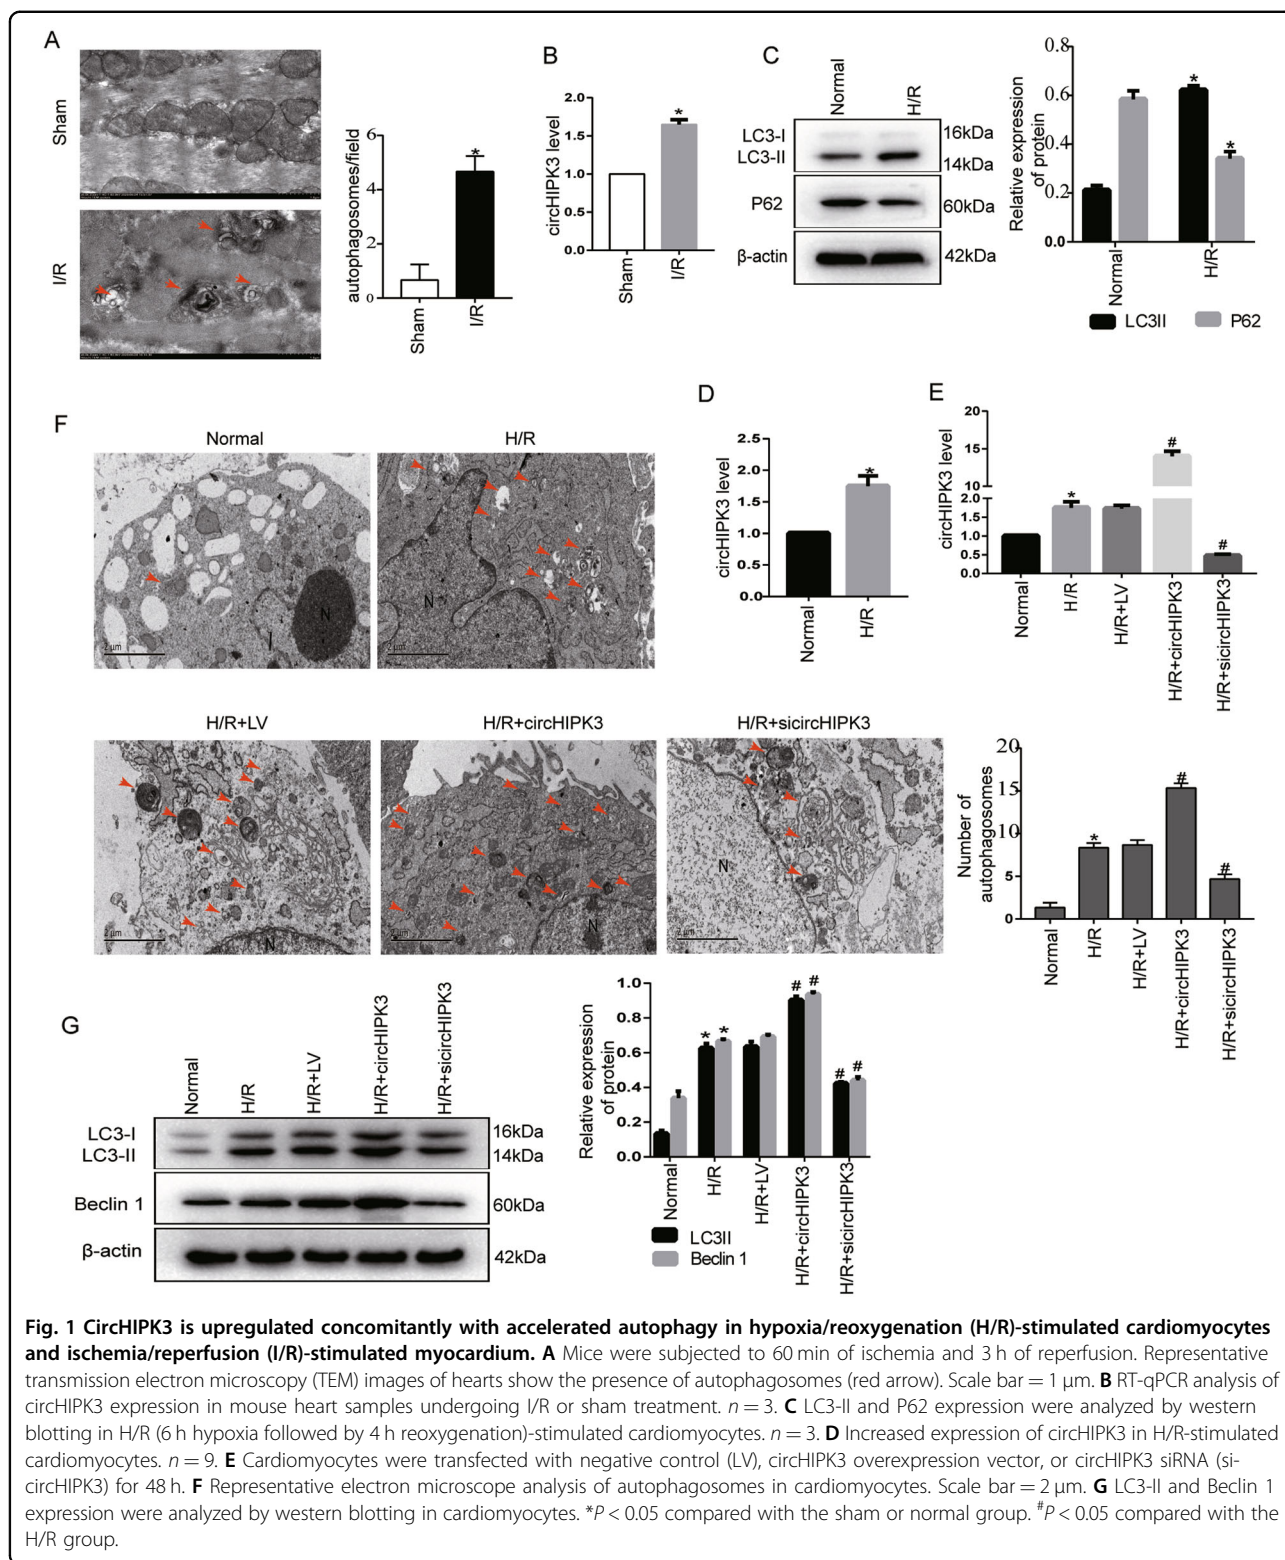 A
Sham
I/R
autophagosomes/field
6
4
2
0
*
Sham
I/R
B
circHIPK3 level
2.0
1.5
1.0
0.5
0.0
*
Sham
I/R
C
Normal
H/R
LC3-I
16kDa
LC3-II
14kDa
P62
60kDa
β-actin
42kDa
Relative expression
of protein
0.8
0.6
0.4
0.2
0.0
*
*
Normal
H/R
LC3II
P62
D
circHIPK3 level
2.5
2.0
1.5
1.0
0.5
0.0
*
Normal
H/R
E
circHIPK3 level
20
15
10
2.0
1.5
1.0
0.5
0.0
*
#
#
Normal
H/R
H/R+LV
H/R+circHIPK3
H/R+sicircHIPK3
F
Normal
N
2 μm
H/R
N
2 μm
H/R+LV
N
2 μm
H/R+circHIPK3
N
2 μm
H/R+sicircHIPK3
N
2 μm
Number of
autophagosomes
20
15
10
5
0
*
#
#
Normal
H/R
H/R+LV
H/R+circHIPK3
H/R+sicircHIPK3
G
Normal
H/R
H/R+LV
H/R+circHIPK3
H/R+sicircHIPK3
LC3-I
16kDa
LC3-II
14kDa
Beclin 1
60kDa
β-actin
42kDa
Relative expression
of protein
1.0
0.8
0.6
0.4
0.2
0.0
* *
# #
# #
Normal
H/R
H/R+LV
H/R+circHIPK3
H/R+sicircHIPK3
LC3II
Beclin 1
Fig. 1 CircHIPK3 is upregulated concomitantly with accelerated autophagy in hypoxia/reoxygenation (H/R)-stimulated cardiomyocytes
and ischemia/reperfusion (I/R)-stimulated myocardium. A Mice were subjected to 60 min of ischemia and 3 h of reperfusion. Representative
transmission electron microscopy (TEM) images of hearts show the presence of autophagosomes (red arrow). Scale bar = 1 μm. B RT-qPCR analysis of
circHIPK3 expression in mouse heart samples undergoing I/R or sham treatment. n = 3. C LC3-II and P62 expression were analyzed by western
blotting in H/R (6 h hypoxia followed by 4 h reoxygenation)-stimulated cardiomyocytes. n = 3. D Increased expression of circHIPK3 in H/R-stimulated
cardiomyocytes. n = 9. E Cardiomyocytes were transfected with negative control (LV), circHIPK3 overexpression vector, or circHIPK3 siRNA (si-
circHIPK3) for 48 h. F Representative electron microscope analysis of autophagosomes in cardiomyocytes. Scale bar = 2 μm. G LC3-II and Beclin 1
expression were analyzed by western blotting in cardiomyocytes. *P < 0.05 compared with the sham or normal group. #P < 0.05 compared with the
H/R group.